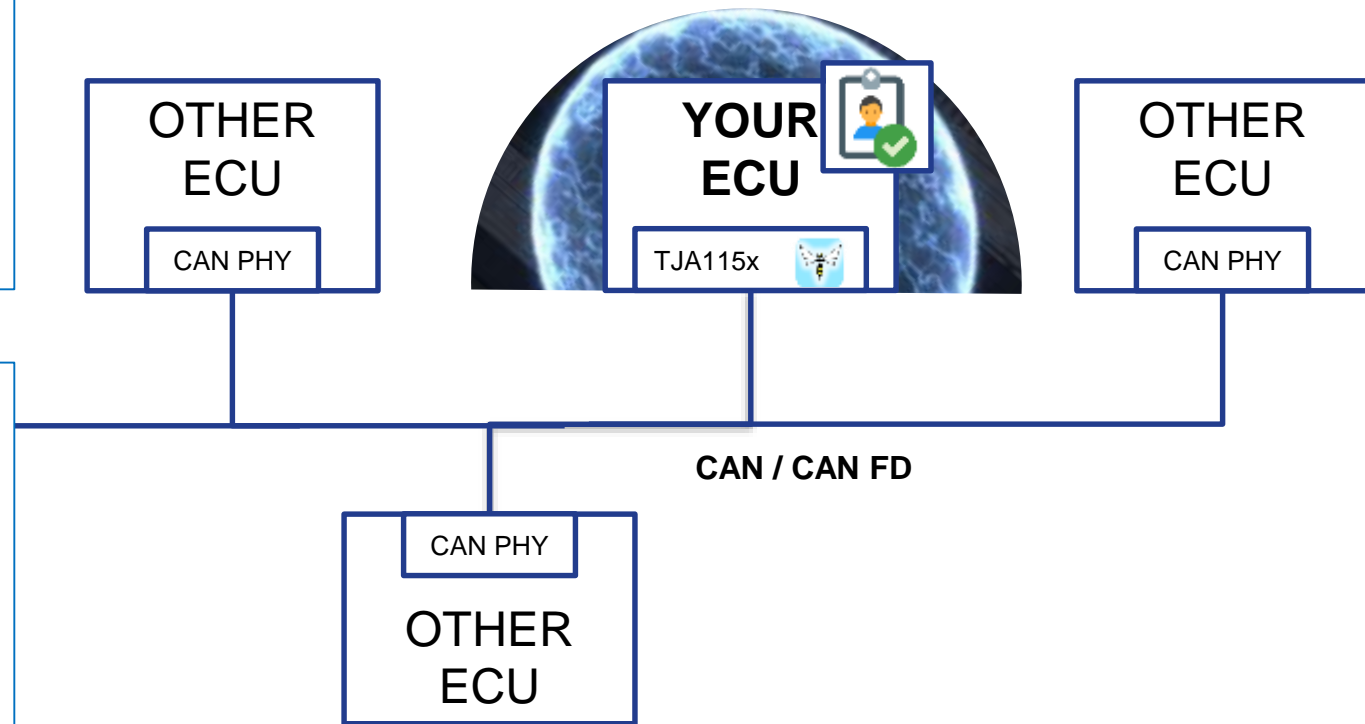 OTHER
ECU
CAN PHY
YOUR
ECU
TJA115x
OTHER
ECU
CAN PHY
CAN / CAN FD
CAN PHY
OTHER
ECU